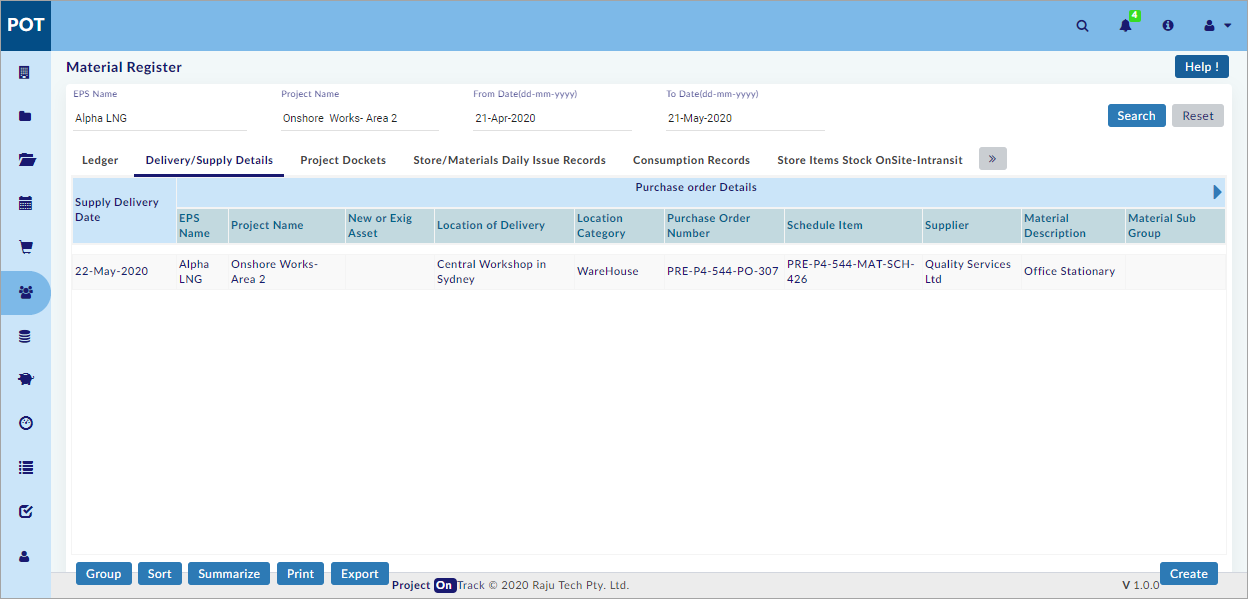 POT
4
Material Register
Help !
EPS Name
Project Name
From Date(dd-mm-yyyy)
To Date(dd-mm-yyyy)
Alpha LNG
Onshore Works- Area 2
21-Apr-2020
21-May-2020
Search
Reset
Ledger
Delivery/Supply Details
Project Dockets
Store/Materials Daily Issue Records
Consumption Records
Store Items Stock OnSite-Intransit
»
Supply Delivery
Date
Purchase order Details
EPS
Name
Project Name
New or Exig
Asset
Location of Delivery
Location
Category
Purchase Order
Number
Schedule Item
Supplier
Material
Description
Material Sub
Group
22-May-2020
Alpha
LNG
Onshore Works-
Area 2
Central Workshop in
Sydney
WareHouse
PRE-P4-544-PO-307
PRE-P4-544-MAT-SCH-
426
Quality Services
Ltd
Office Stationary
Group
Sort
Summarize
Print
Export
Project On Track © 2020 Raju Tech Pty. Ltd.
V 1.0.0
Create